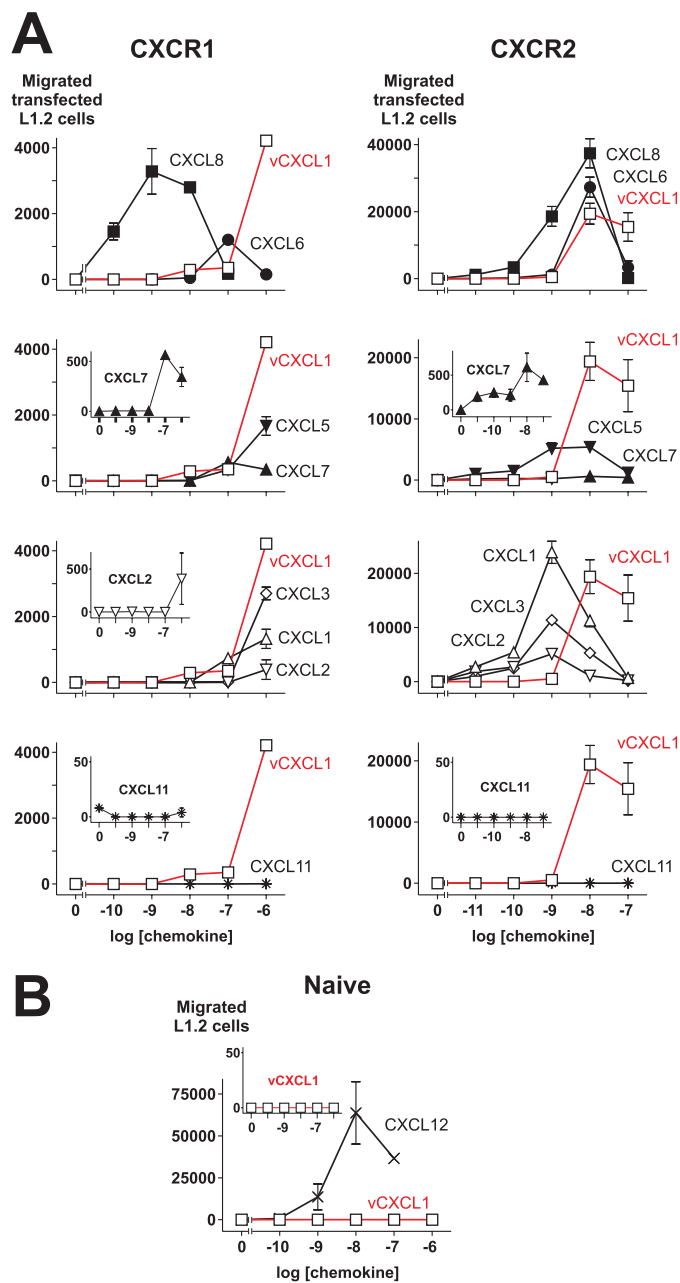 A
CXCR1
CXCR2
Migrated
transfected
L1.2 cells
Migrated
transfected
L1.2 cells
4000
2000
0
CXCL8
vCXCL1
CXCL6
40000
20000
0
CXCL8
CXCL6
vCXCL1
4000
2000
0
500
0
CXCL7
0 -9 -7
vCXCL1
CXCL5
CXCL7
20000
10000
0
500
0
CXCL7
0 -10 -8
vCXCL1
CXCL5
CXCL7
4000
2000
0
500
0
CXCL2
0 -9 -7
vCXCL1
CXCL3
CXCL1
CXCL2
20000
10000
0
CXCL1
vCXCL1
CXCL3
CXCL2
4000
2000
0
50
0
CXCL11
0 -9 -7
vCXCL1
CXCL11
0 -10 -9 -8 -7 -6
log [chemokine]
20000
10000
0
50
0
CXCL11
0 -10 -8
vCXCL1
CXCL11
0 -11 -10 -9 -8 -7
log [chemokine]
B
Naive
Migrated
L1.2 cells
50
0
vCXCL1
0 -9 -7
75000
50000
25000
0
CXCL12
vCXCL1
0 -10 -9 -8 -7 -6
log [chemokine]